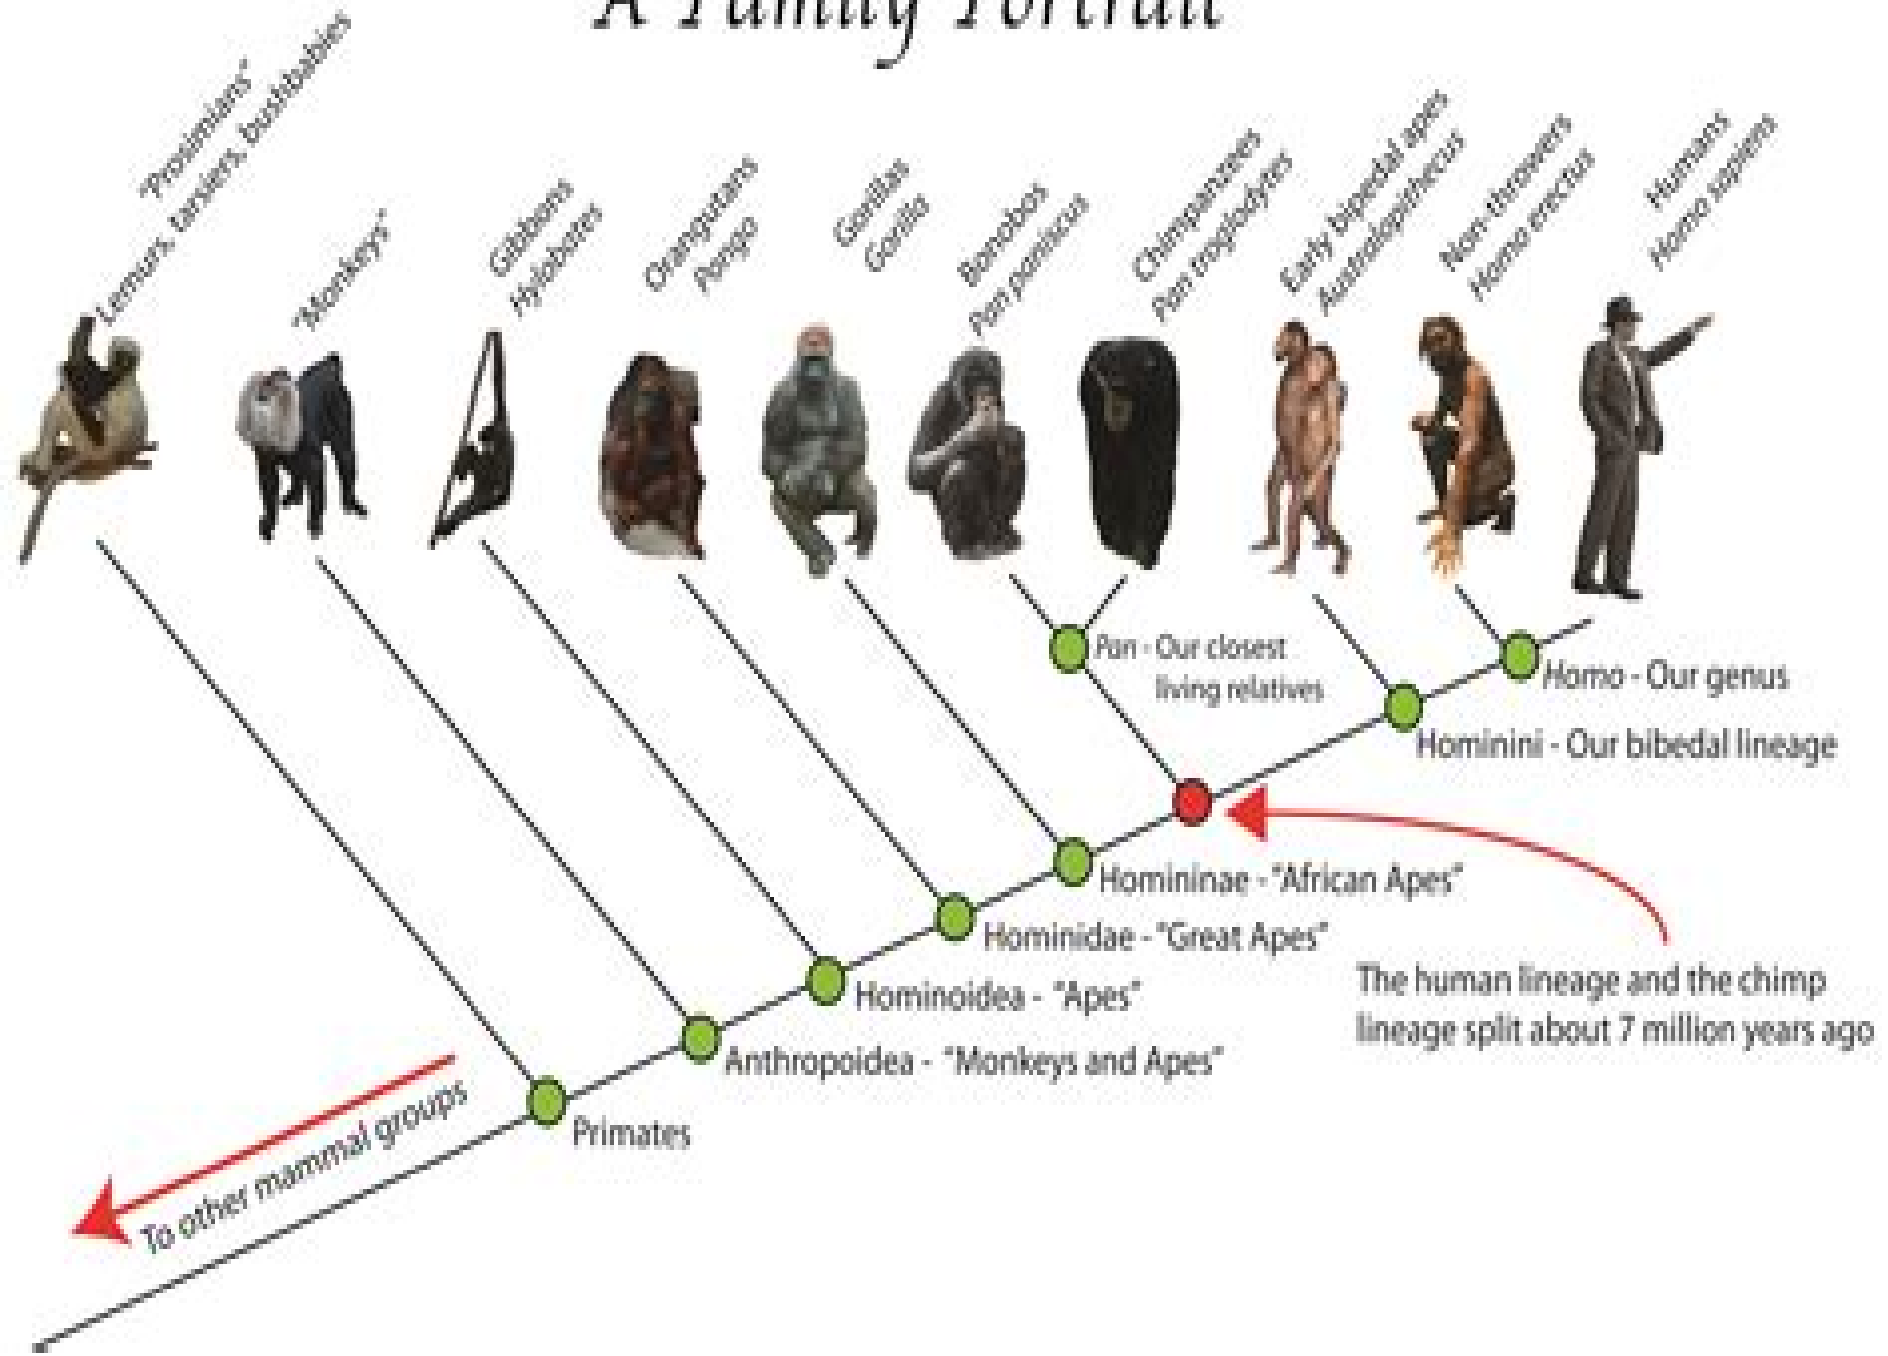 A Family Portrait
"Prosimians"
Lemurs, tarsiers, bushbabies
"Monkeys"
Gibbons
Hylobates
Orangutans
Pongo
Gorillas
Gorilla
Bonobos
Pan paniscus
Chimpanzees
Pan troglodytes
Early bipedal apes
Australopithecus
Non-throwers
Homo erectus
Humans
Homo sapiens
Pan - Our closest
living relatives
Homo - Our genus
Hominini - Our bibedal lineage
Homininae - "African Apes"
Hominidae - "Great Apes"
Hominoidea - "Apes"
Anthropoidea - "Monkeys and Apes"
Primates
The human lineage and the chimp
lineage split about 7 million years ago
To other mammal groups